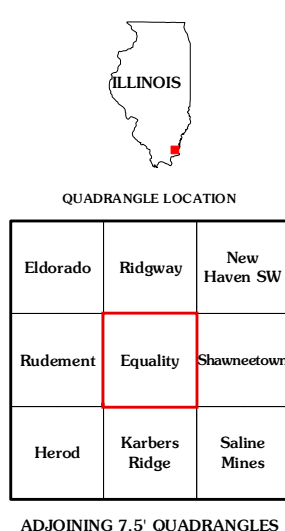 ILLINOIS
QUADRANGLE LOCATION
Eldorado
Ridgway
New
Haven SW
Rudement
Equality
Shawneetown
Herod
Karbers
Ridge
Saline
Mines
ADJOINING 7.5' QUADRANGLES